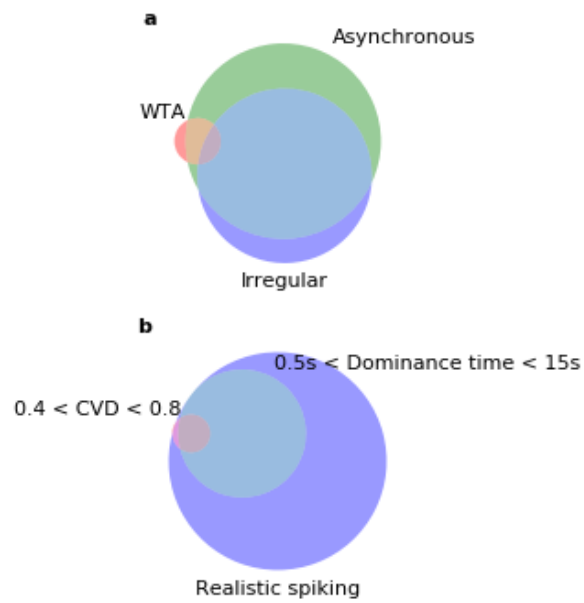 a
Asynchronous
WTA
Irregular
b
0.5s < Dominance time < 15s
0.4 < CVD < 0.8
Realistic spiking